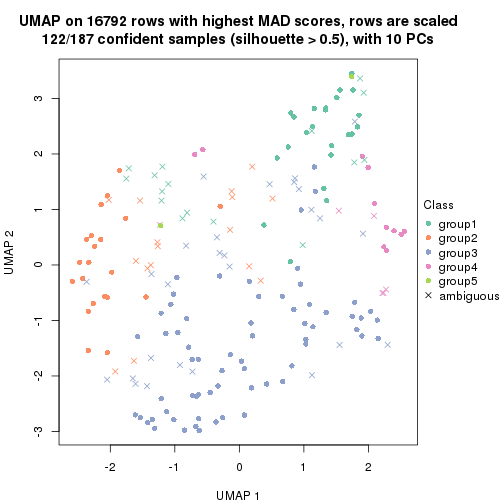 UMAP on 16792 rows with highest MAD scores, rows are scaled
122/187 confident samples (silhouette > 0.5), with 10 PCs
UMAP 2
3
2
1
0
-1
-2
-3
-2
-1
0
1
2
UMAP 1
Class
group1
group2
group3
group4
group5
ambiguous